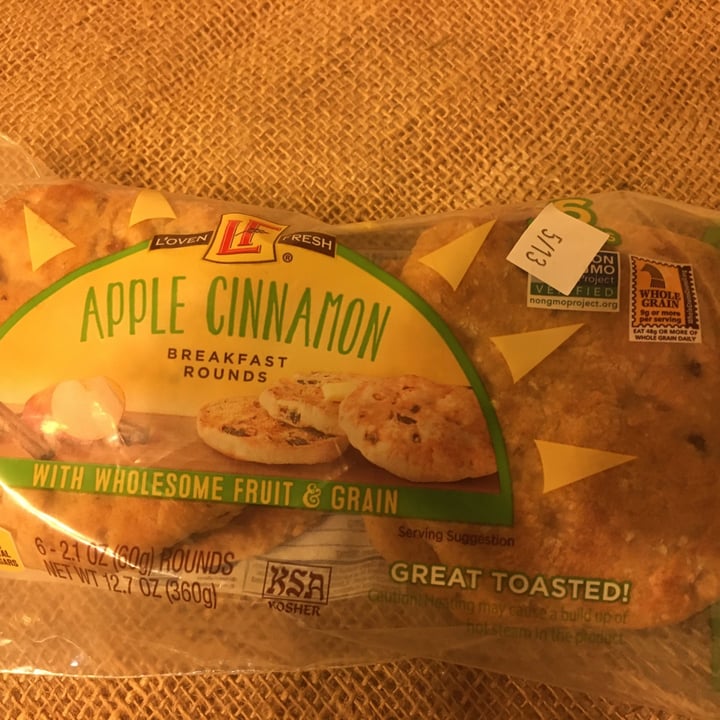 L'OVEN LF FRESH ®
APPLE CINNAMON
BREAKFAST
ROUNDS
WITH WHOLESOME FRUIT & GRAIN
Serving Suggestion
6 - 2.1 OZ (60g) ROUNDS
NET WT 12.7 OZ (360g)
KSA
KOSHER
GREAT TOASTED!
Caution: Heating may cause a build up of
hot steam in the product.
6
5/13
VERIFIED
nongmoproject.org
WHOLE
GRAIN
9g or more
per serving
EAT 48g OR MORE OF
WHOLE GRAIN DAILY